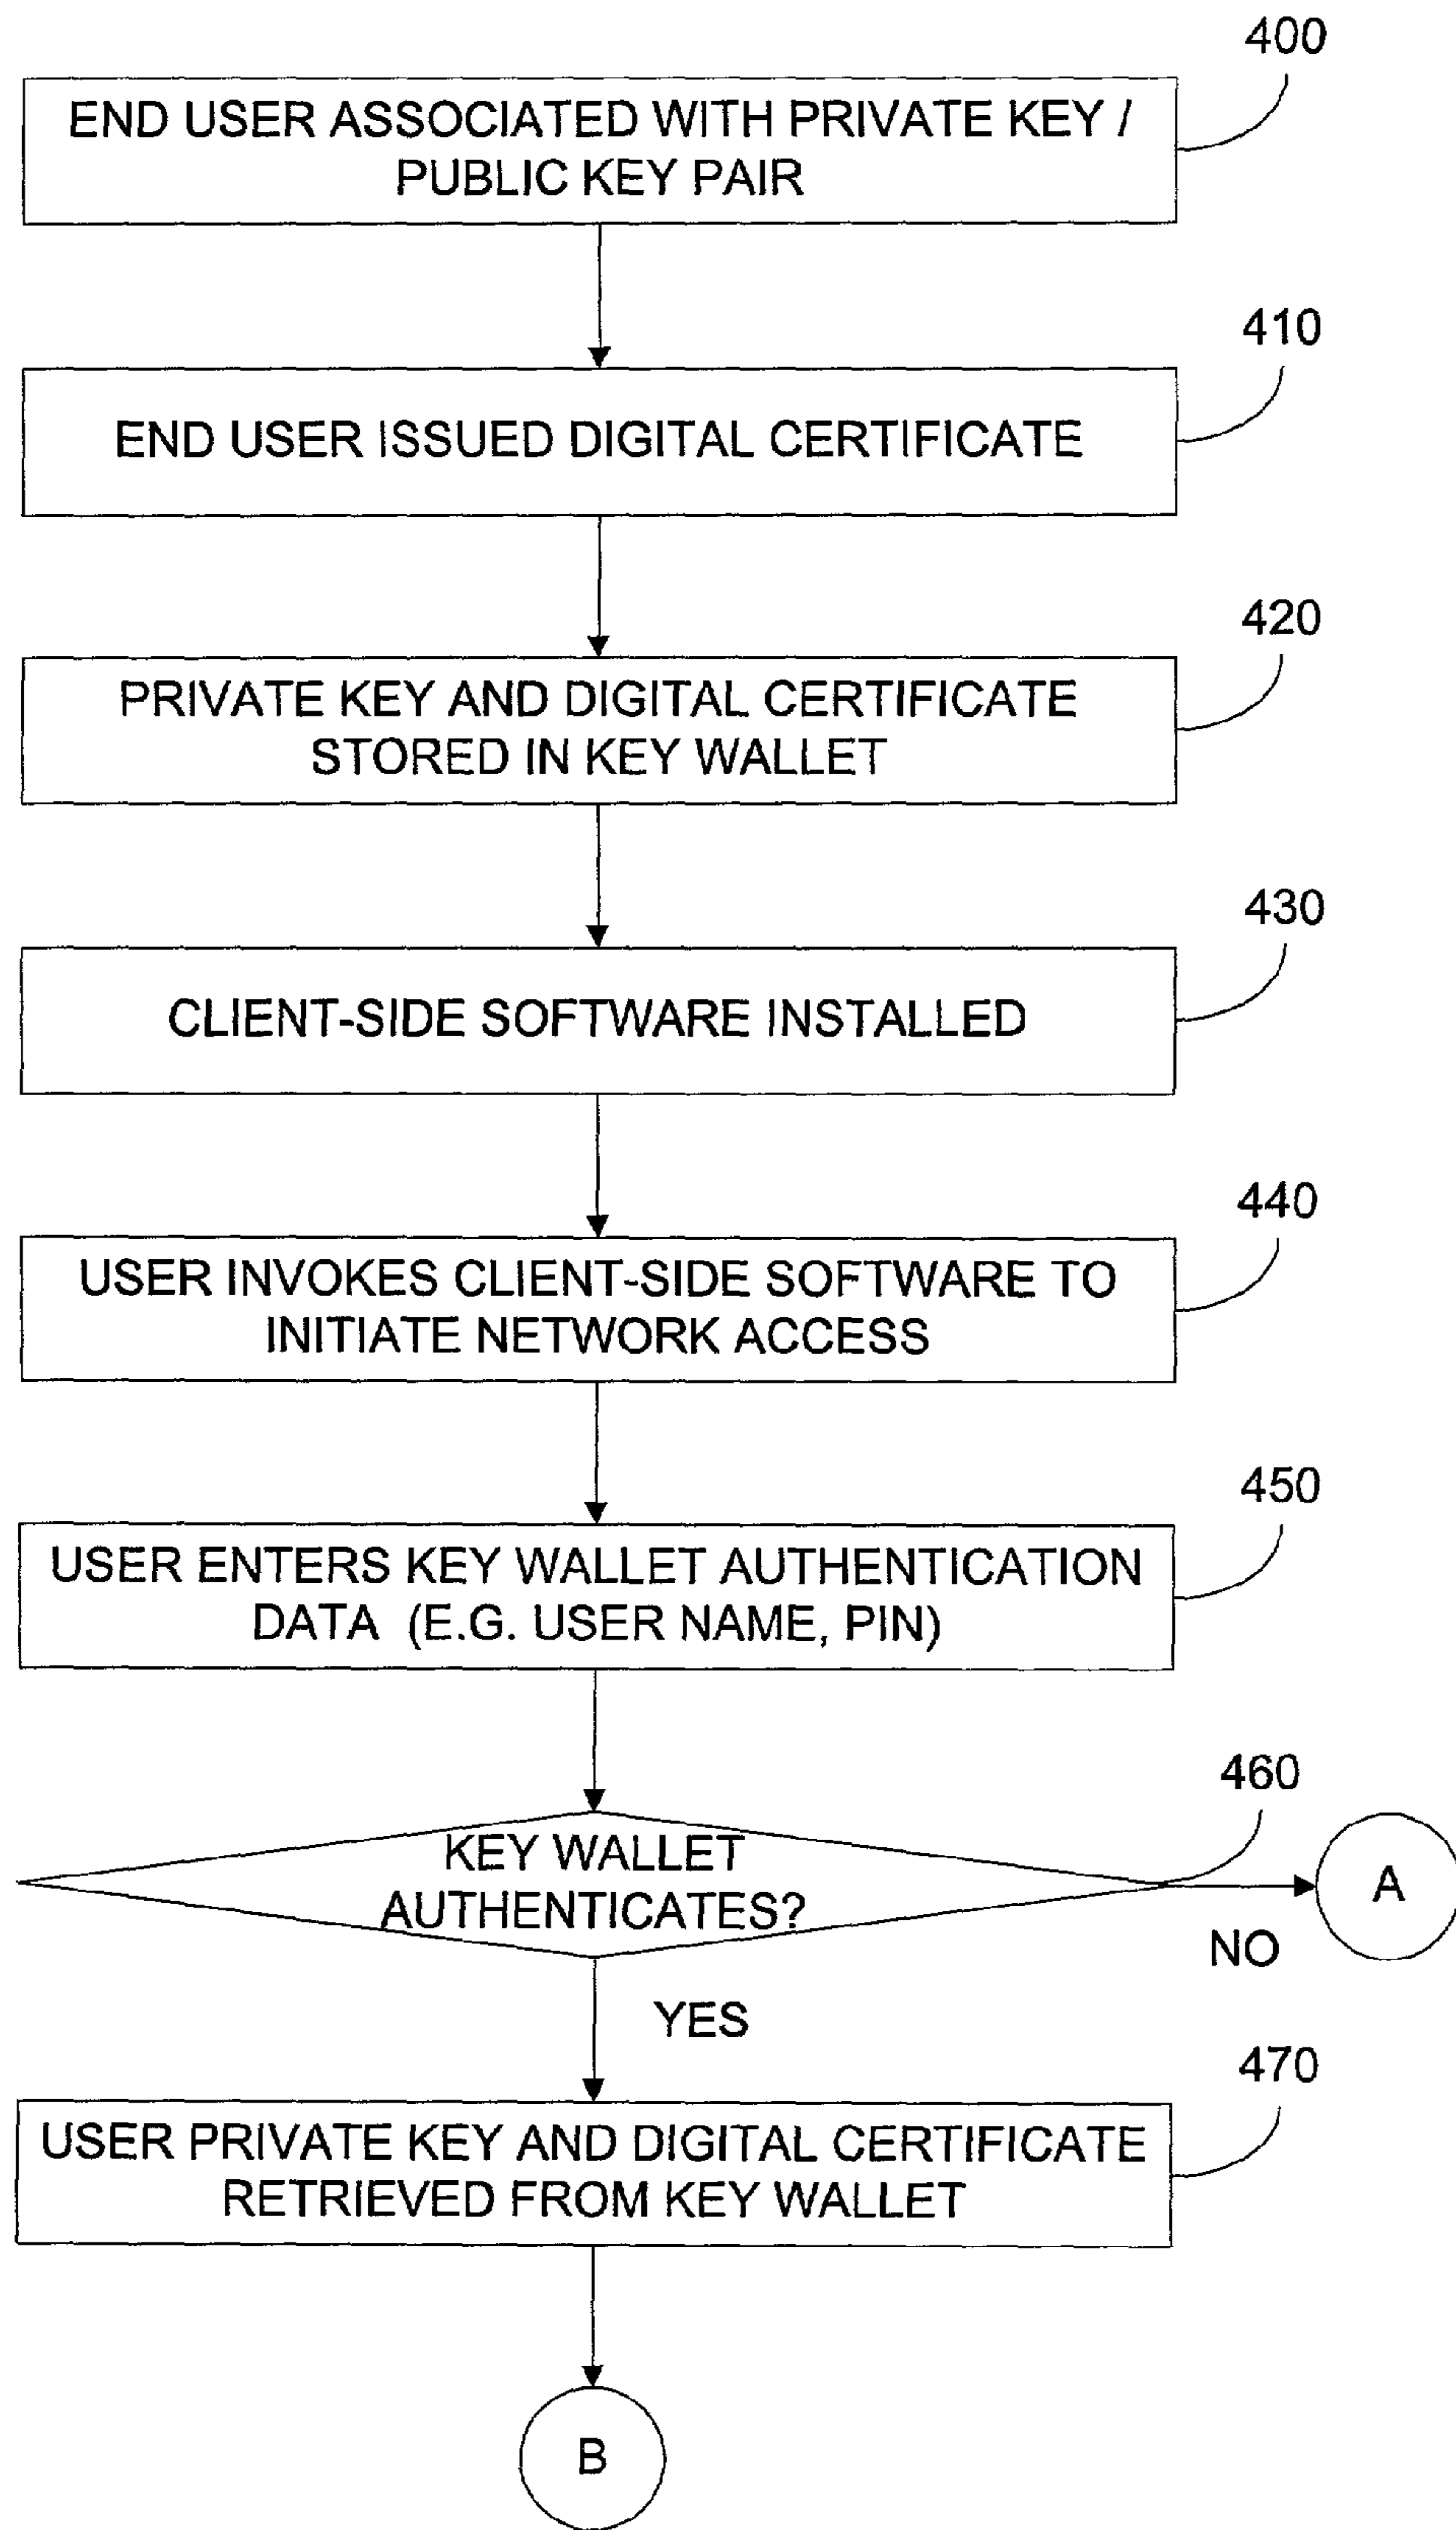 400
END USER ASSOCIATED WITH PRIVATE KEY /
PUBLIC KEY PAIR
410
END USER ISSUED DIGITAL CERTIFICATE
420
PRIVATE KEY AND DIGITAL CERTIFICATE
STORED IN KEY WALLET
430
CLIENT-SIDE SOFTWARE INSTALLED
440
USER INVOKES CLIENT-SIDE SOFTWARE TO
INITIATE NETWORK ACCESS
450
USER ENTERS KEY WALLET AUTHENTICATION
DATA (E.G. USER NAME, PIN)
460
KEY WALLET
AUTHENTICATES?
A
NO
YES
470
USER PRIVATE KEY AND DIGITAL CERTIFICATE
RETRIEVED FROM KEY WALLET
B